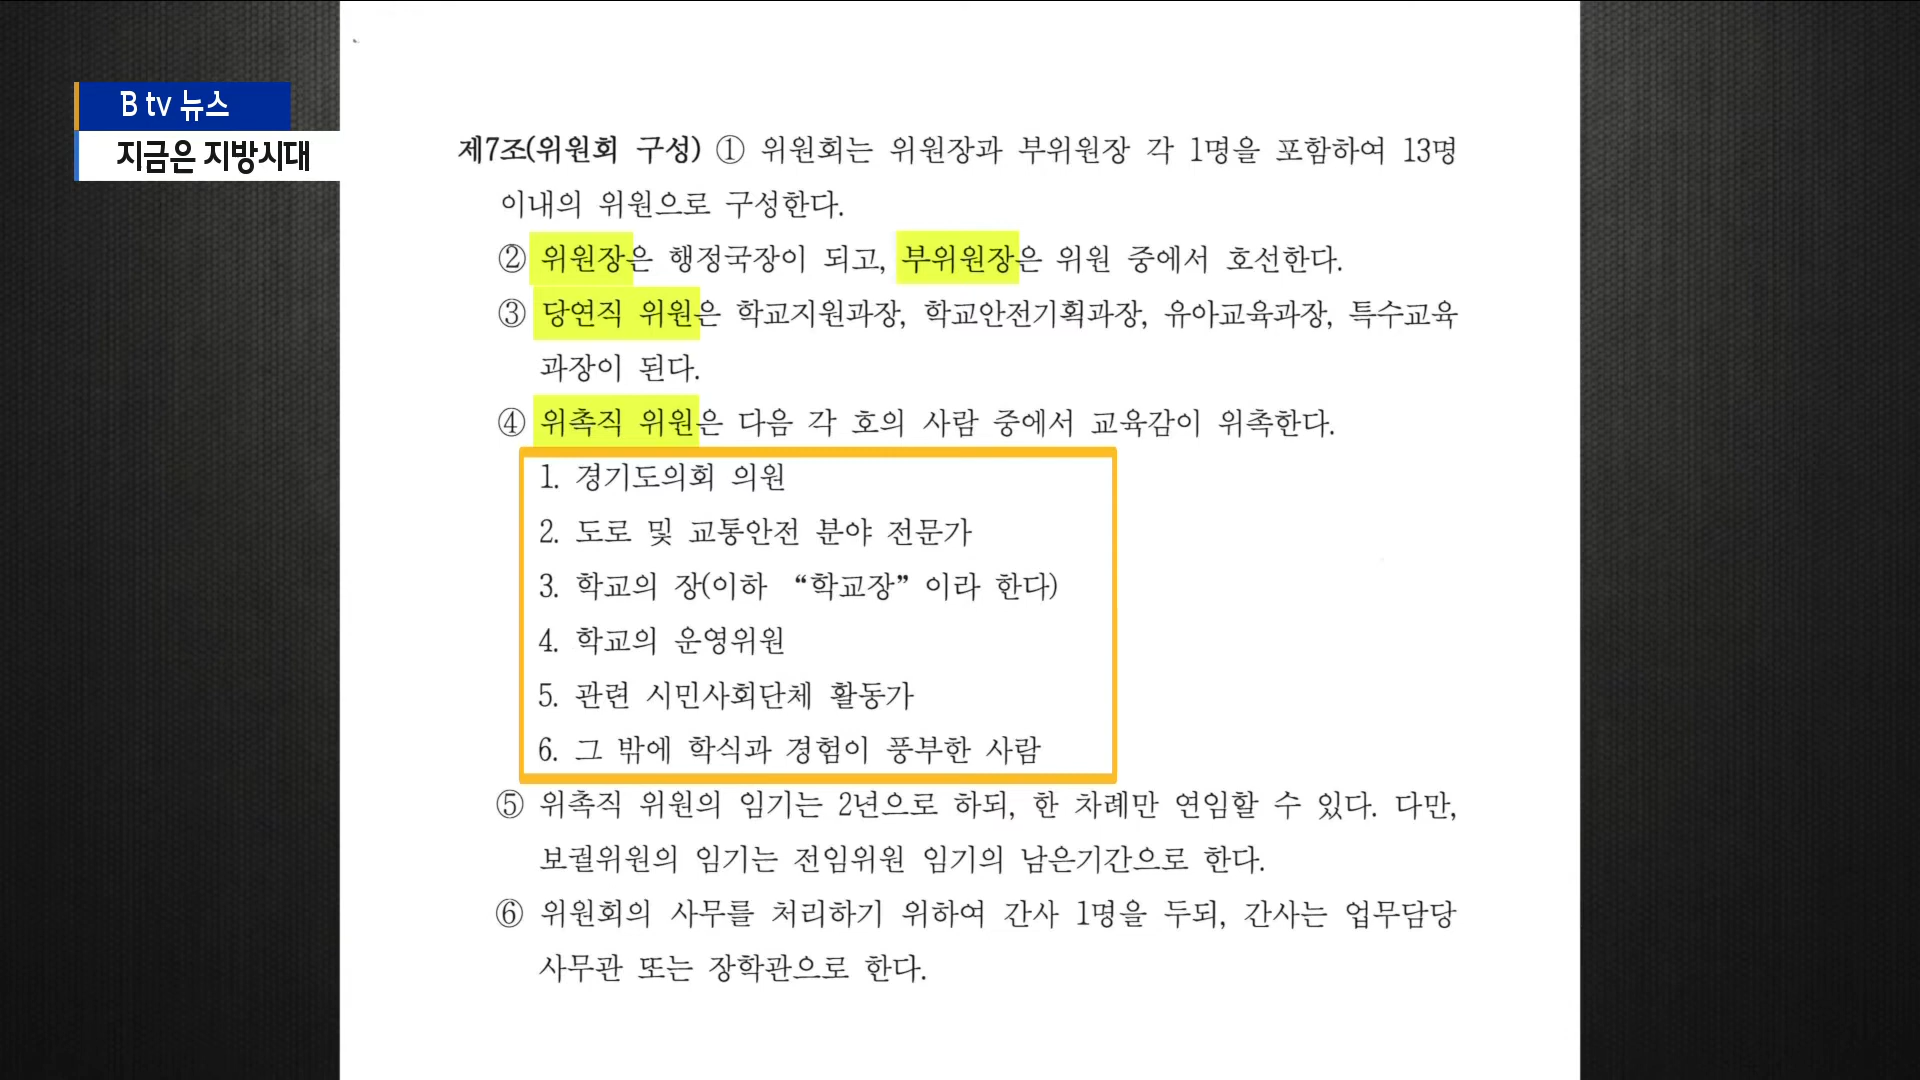 B tv 뉴스
지금은 지방시대
제7조(위원회 구성) ① 위원회는 위원장과 부위원장 각 1명을 포함하여 13명
이내의 위원으로 구성한다.
② 위원장은 행정국장이 되고, 부위원장은 위원 중에서 호선한다.
③ 당연직 위원은 학교지원과장, 학교안전기획과장, 유아교육과장, 특수교육
과장이 된다.
④ 위촉직 위원은 다음 각 호의 사람 중에서 교육감이 위촉한다.
1. 경기도의회 의원
2. 도로 및 교통안전 분야 전문가
3. 학교의 장(이하 “학교장” 이라 한다)
4. 학교의 운영위원
5. 관련 시민사회단체 활동가
6. 그 밖에 학식과 경험이 풍부한 사람
⑤ 위촉직 위원의 임기는 2년으로 하되, 한 차례만 연임할 수 있다. 다만,
보궐위원의 임기는 전임위원 임기의 남은기간으로 한다.
⑥ 위원회의 사무를 처리하기 위하여 간사 1명을 두되, 간사는 업무담당
사무관 또는 장학관으로 한다.